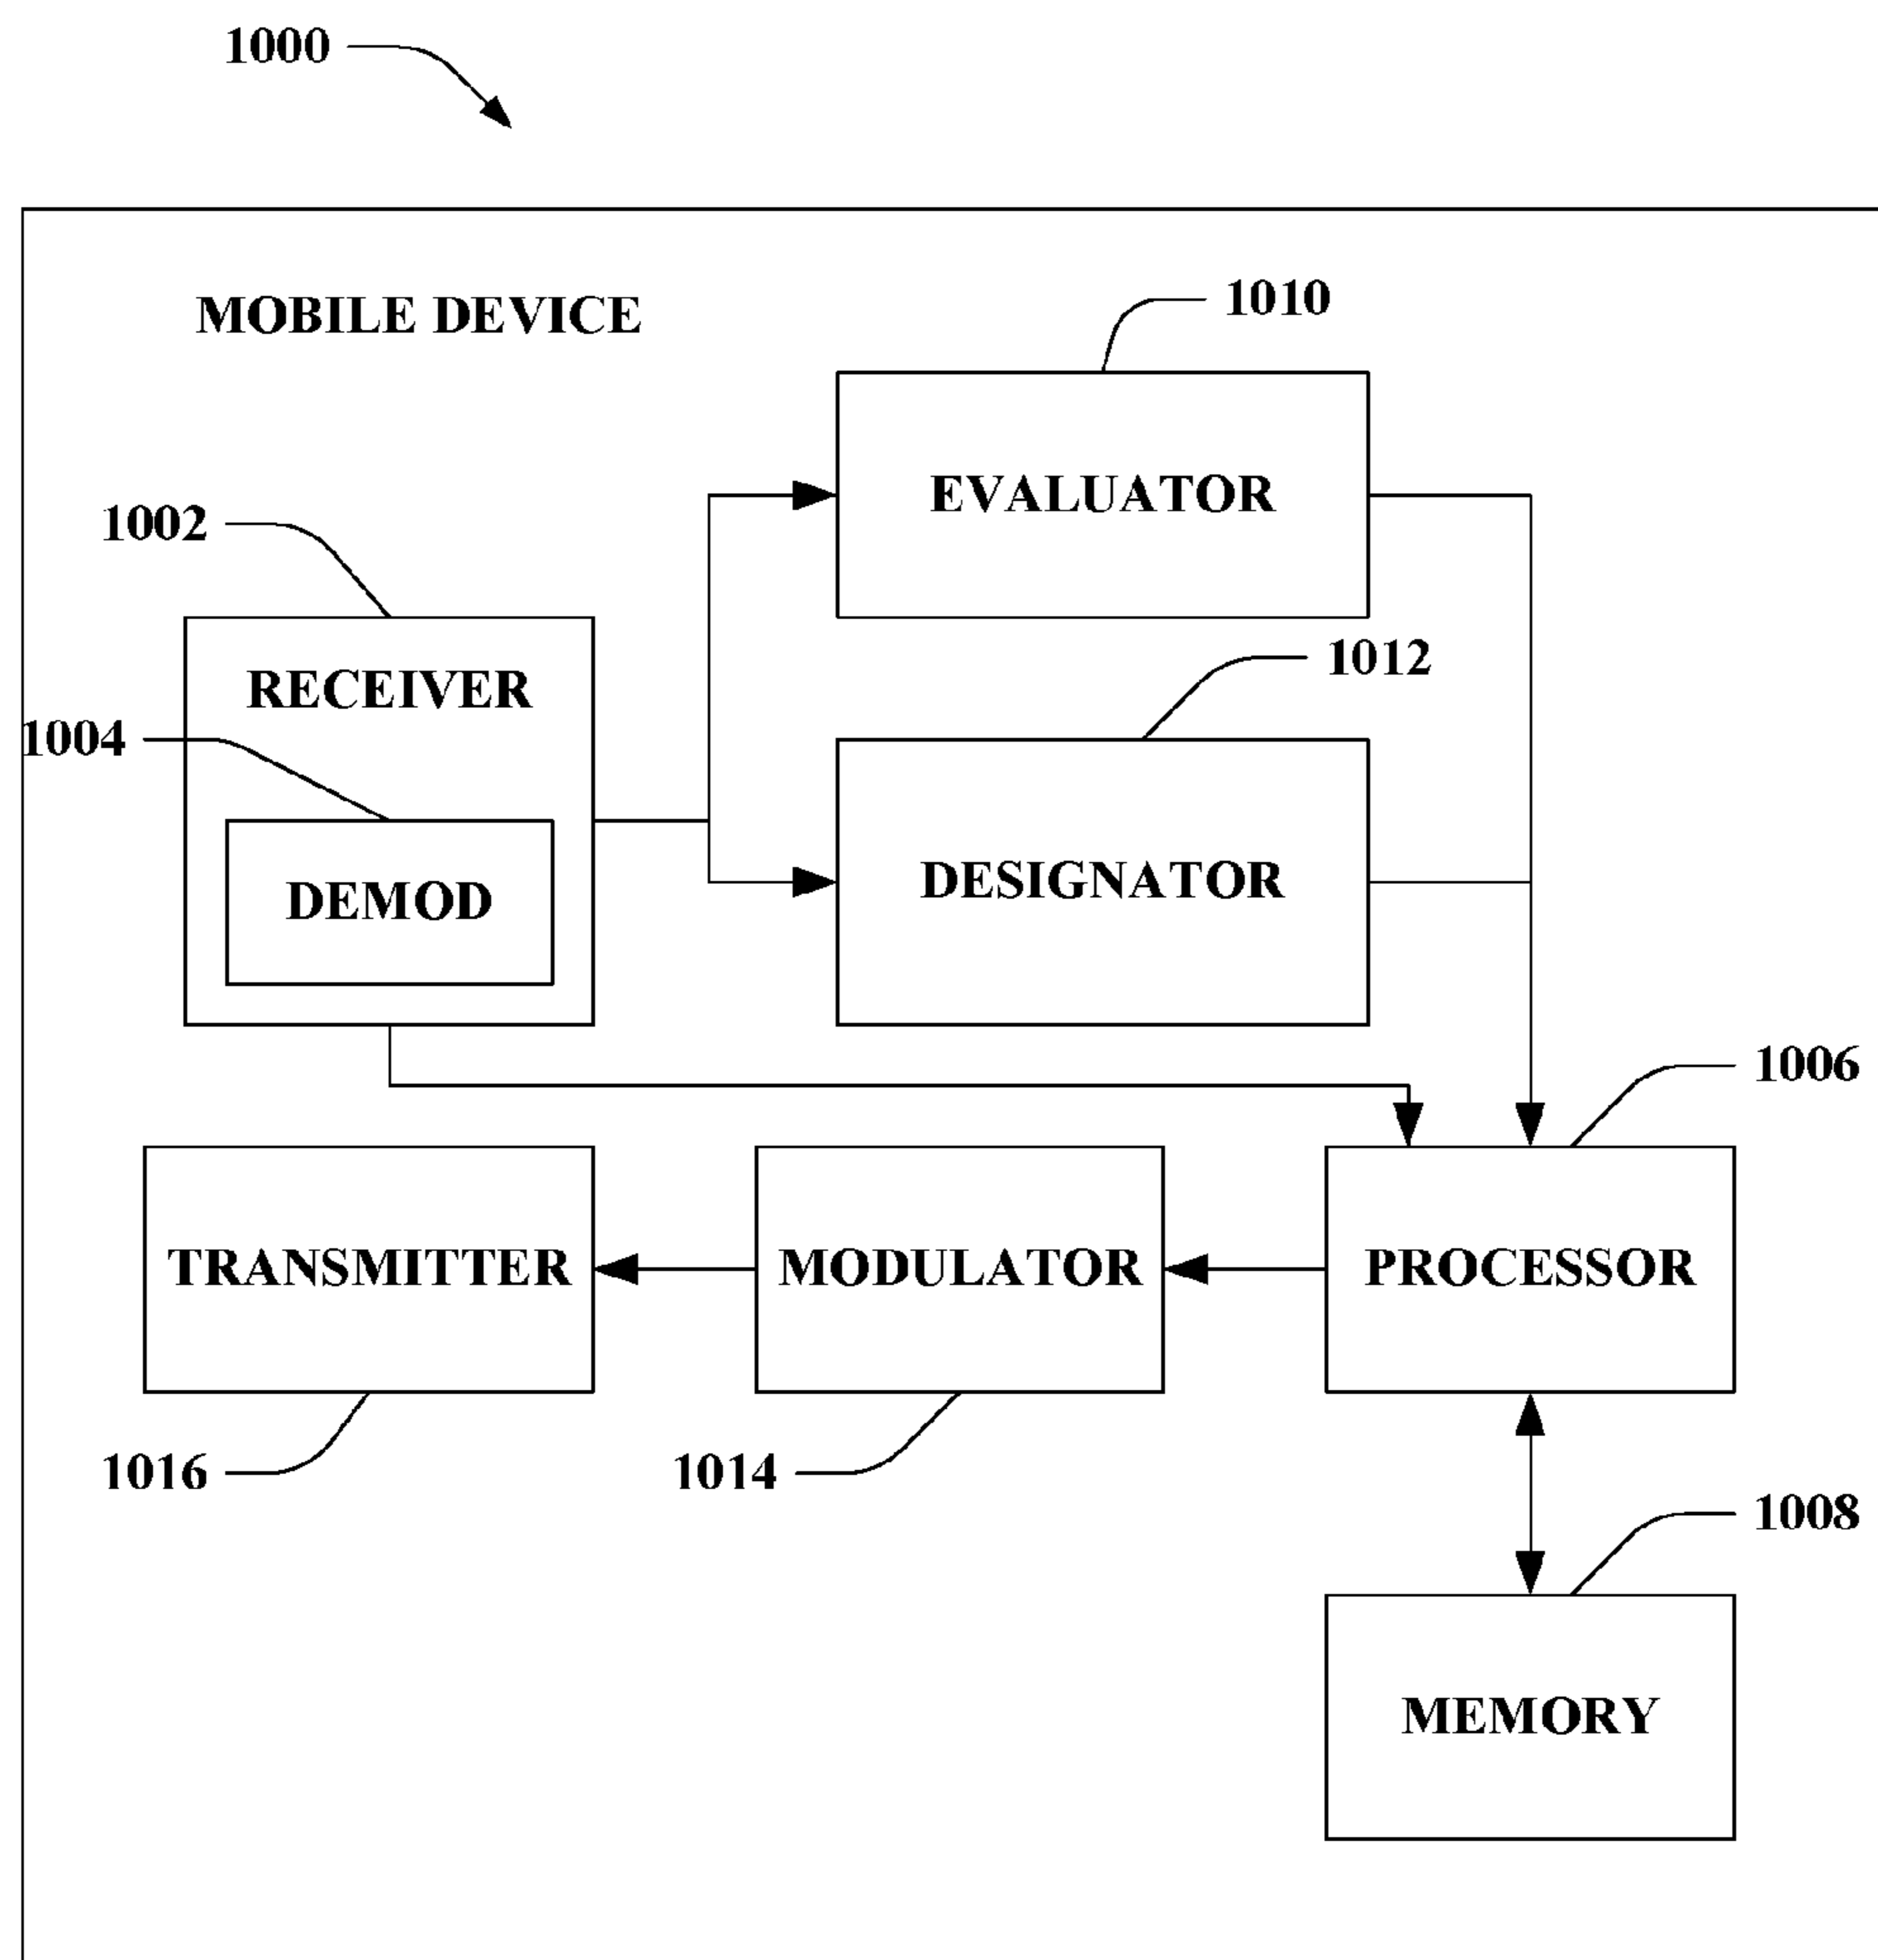 1000
MOBILE DEVICE
1010
EVALUATOR
1002
1012
RECEIVER
1004
DESIGNATOR
DEMOD
1006
TRANSMITTER
MODULATOR
PROCESSOR
1016
1014
1008
MEMORY